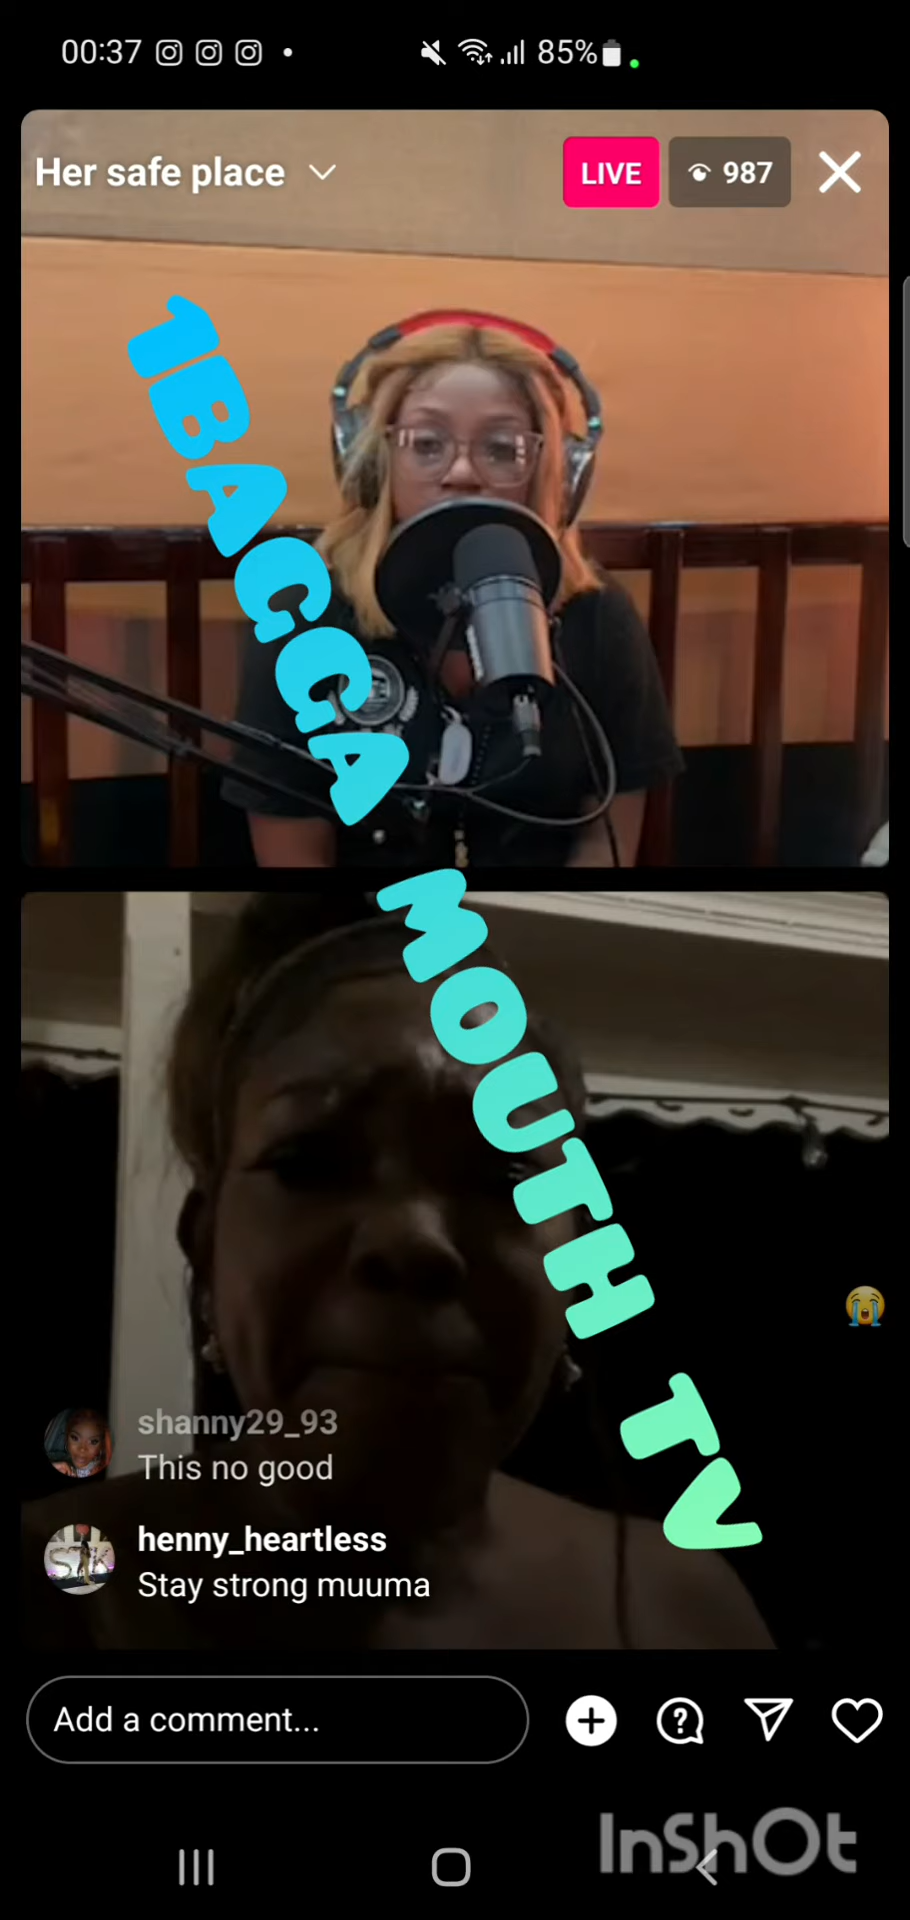 00:37
85%
Her safe place
LIVE
987
1BAGGA MOUTH TV
shanny29_93
This no good
henny_heartless
Stay strong muuma
Add a comment...
InShOt